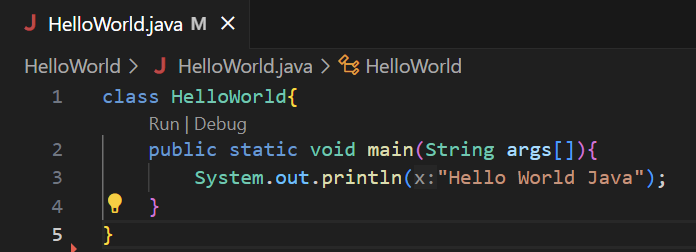 J HelloWorld.java M ×
HelloWorld > J HelloWorld.java > HelloWorld
1 class HelloWorld{
Run | Debug
2 public static void main(String args[]){
3 System.out.println(x:"Hello World Java");
4 }
5 }